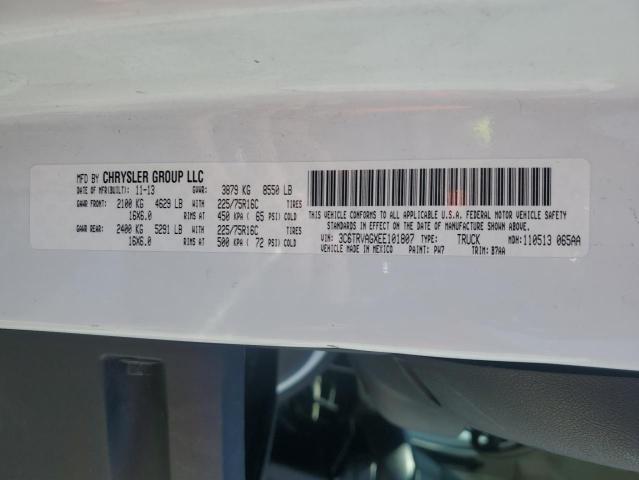 MFD BY CHRYSLER GROUP LLC
DATE OF MFR(BUILT): 11-13 GVWR: 3879 KG 8550 LB
GAWR FRONT: 2100 KG 4629 LB WITH 225/75R16C TIRES
16X6.0 RIMS AT 450 KPA ( 65 PSI) COLD
GAWR REAR: 2400 KG 5291 LB WITH 225/75R16C TIRES
16X6.0 RIMS AT 500 KPA ( 72 PSI) COLD
THIS VEHICLE CONFORMS TO ALL APPLICABLE U.S.A. FEDERAL MOTOR VEHICLE SAFETY
STANDARDS IN EFFECT ON THE DATE OF MANUFACTURE SHOWN ABOVE.
VIN: 3C6TRVAGXEE101807 TYPE: TRUCK MDH: 110513 065AA
VEHICLE MADE IN MEXICO PAINT: PW7 TRIM: B7AA